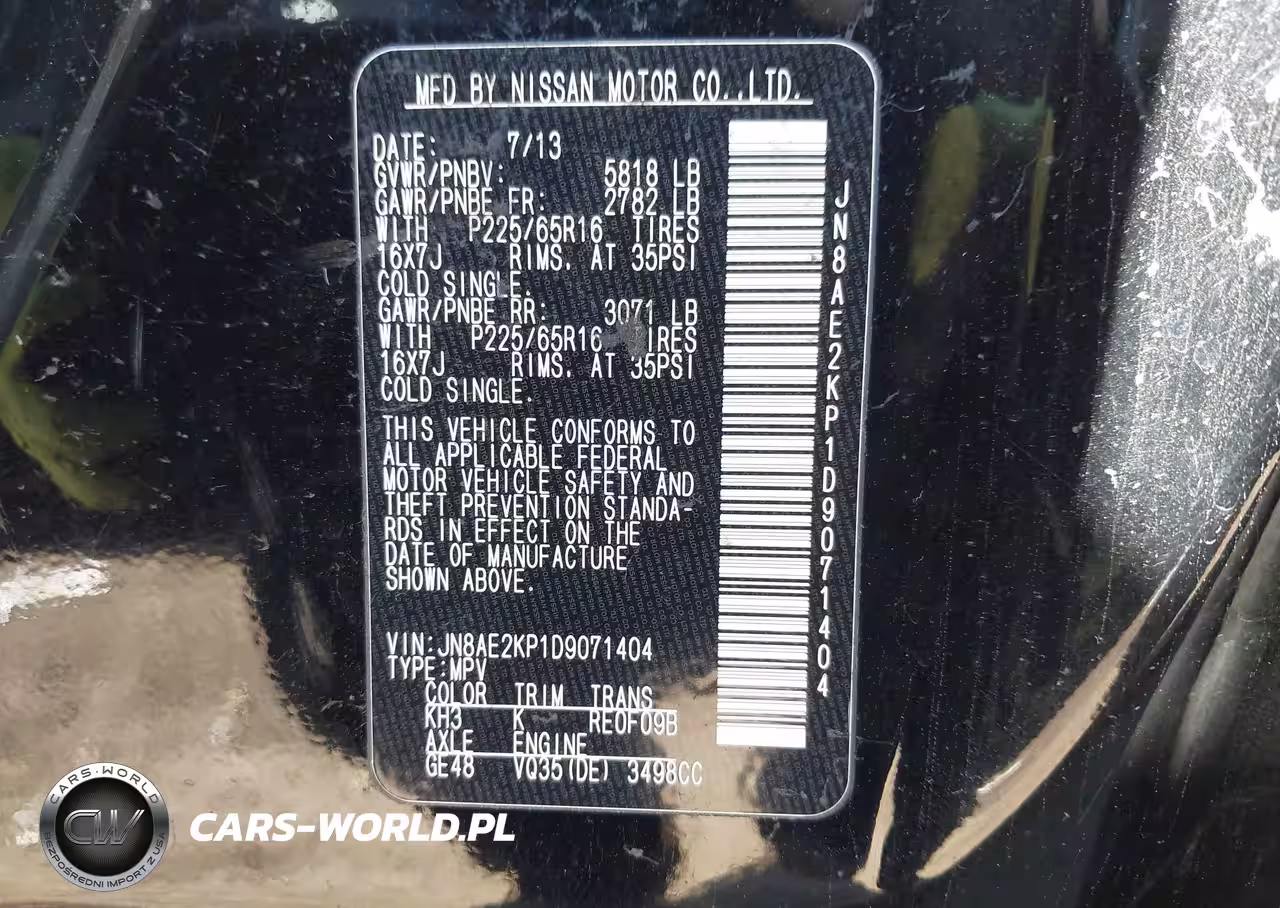 MFD BY NISSAN MOTOR CO.,LTD.
DATE: 7/13
GVWR/PNBV: 5818 LB
GAWR/PNBE FR: 2782 LB
WITH P225/65R16 TIRES
16X7J RIMS. AT 35PSI
COLD SINGLE.
GAWR/PNBE RR: 3071 LB
WITH P225/65R16 IRES
16X7J RIMS. AT 35PSI
COLD SINGLE.
THIS VEHICLE CONFORMS TO
ALL APPLICABLE FEDERAL
MOTOR VEHICLE SAFETY AND
THEFT PREVENTION STANDA-
RDS IN EFFECT ON THE
DATE OF MANUFACTURE
SHOWN ABOVE.
VIN:JN8AE2KP1D9071404
TYPE:MPV
COLOR TRIM TRANS
KH3 K RE0F09B
AXLE ENGINE
GE48 VQ35(DE) 3498CC
JN8AE2KP1D9071404
CARS-WORLD
CW
BEZPOŚREDNI IMPORT Z USA
CARS-WORLD.PL